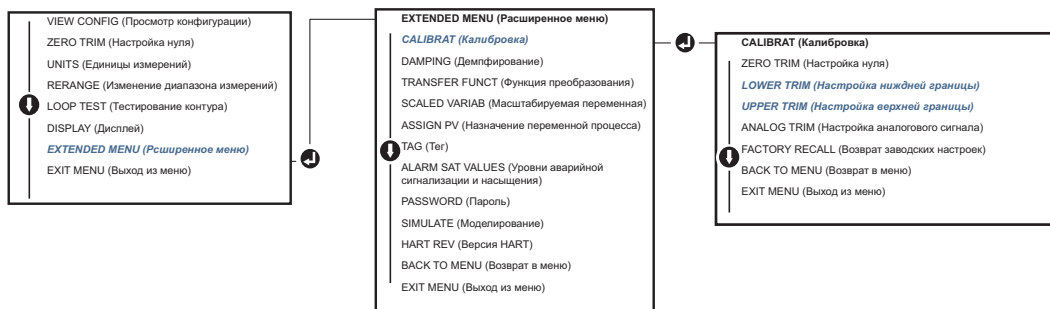 VIEW CONFIG (Просмотр конфигурации)
ZERO TRIM (Настройка нуля)
UNITS (Единицы измерений)
RERANGE (Изменение диапазона измерений)
LOOP TEST (Тестирование контура)
DISPLAY (Дисплей)
EXTENDED MENU (Рсширенное меню)
EXIT MENU (Выход из меню)
EXTENDED MENU (Расширенное меню)
CALIBRAT (Калибровка)
DAMPING (Демпфирование)
TRANSFER FUNCT (Функция преобразования)
SCALED VARIAB (Масштабируемая переменная)
ASSIGN PV (Назначение переменной процесса)
TAG (Тег)
ALARM SAT VALUES (Уровни аварийной
сигнализации и насыщения)
PASSWORD (Пароль)
SIMULATE (Моделирование)
HART REV (Версия HART)
BACK TO MENU (Возврат в меню)
EXIT MENU (Выход из меню)
CALIBRAT (Калибровка)
ZERO TRIM (Настройка нуля)
LOWER TRIM (Настройка ниждней границы)
UPPER TRIM (Настройка верхней границы)
ANALOG TRIM (Настройка аналогового сигнала)
FACTORY RECALL (Возврат заводских настроек)
BACK TO MENU (Возврат в меню)
EXIT MENU (Выход из меню)